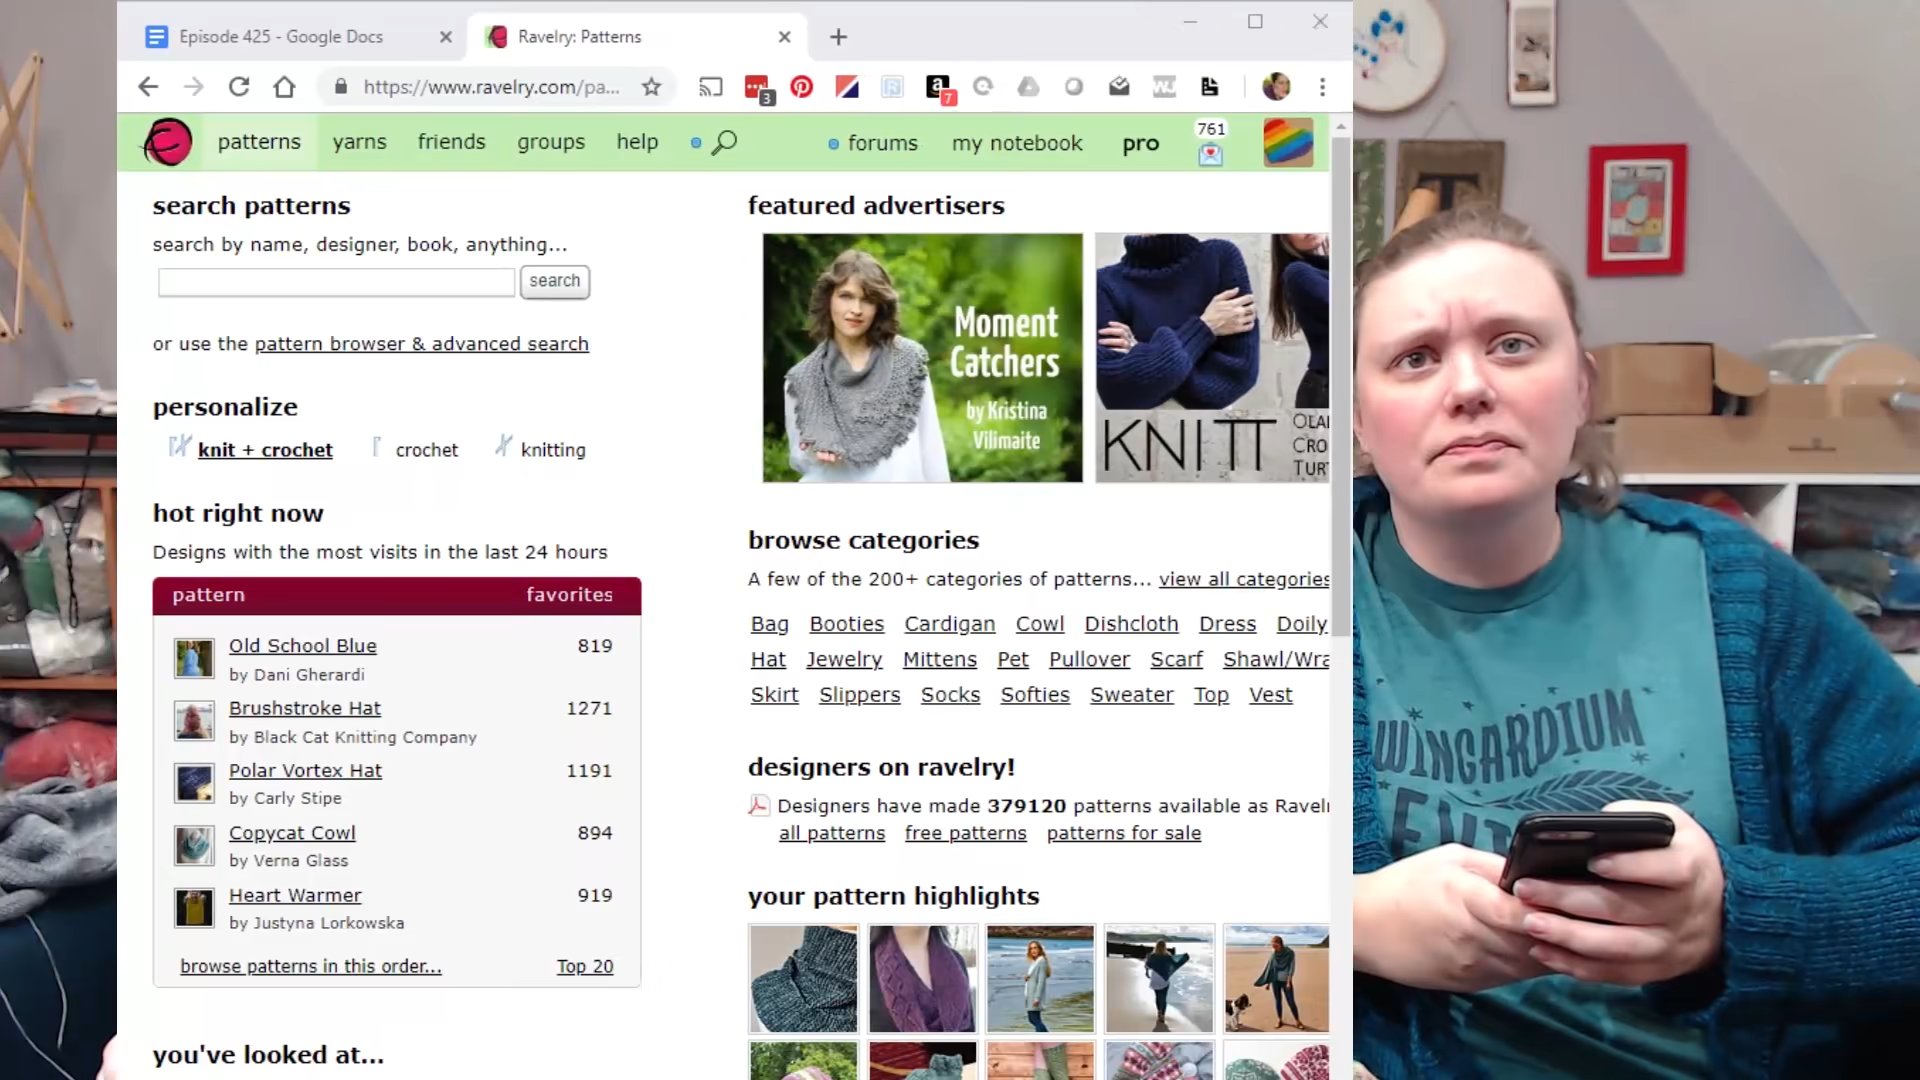 Episode 425 - Google Docs
Ravelry: Patterns
https://www.ravelry.com/pa...
3
7
patterns yarns friends groups help forums my notebook pro 761
search patterns
search by name, designer, book, anything...
search
or use the pattern browser & advanced search
personalize
knit + crochet crochet knitting
hot right now
Designs with the most visits in the last 24 hours
pattern favorites
Old School Blue 819
by Dani Gherardi
Brushstroke Hat 1271
by Black Cat Knitting Company
Polar Vortex Hat 1191
by Carly Stipe
Copycat Cowl 894
by Verna Glass
Heart Warmer 919
by Justyna Lorkowska
browse patterns in this order... Top 20
you've looked at...
featured advertisers
Moment
Catchers
by Kristina
Vilimaite
KNITT
browse categories
A few of the 200+ categories of patterns... view all categories
Bag Booties Cardigan Cowl Dishcloth Dress Doily
Hat Jewelry Mittens Pet Pullover Scarf Shawl/Wra
Skirt Slippers Socks Softies Sweater Top Vest
designers on ravelry!
Designers have made 379120 patterns available as Ravel
all patterns free patterns patterns for sale
your pattern highlights
WINGARDIUM